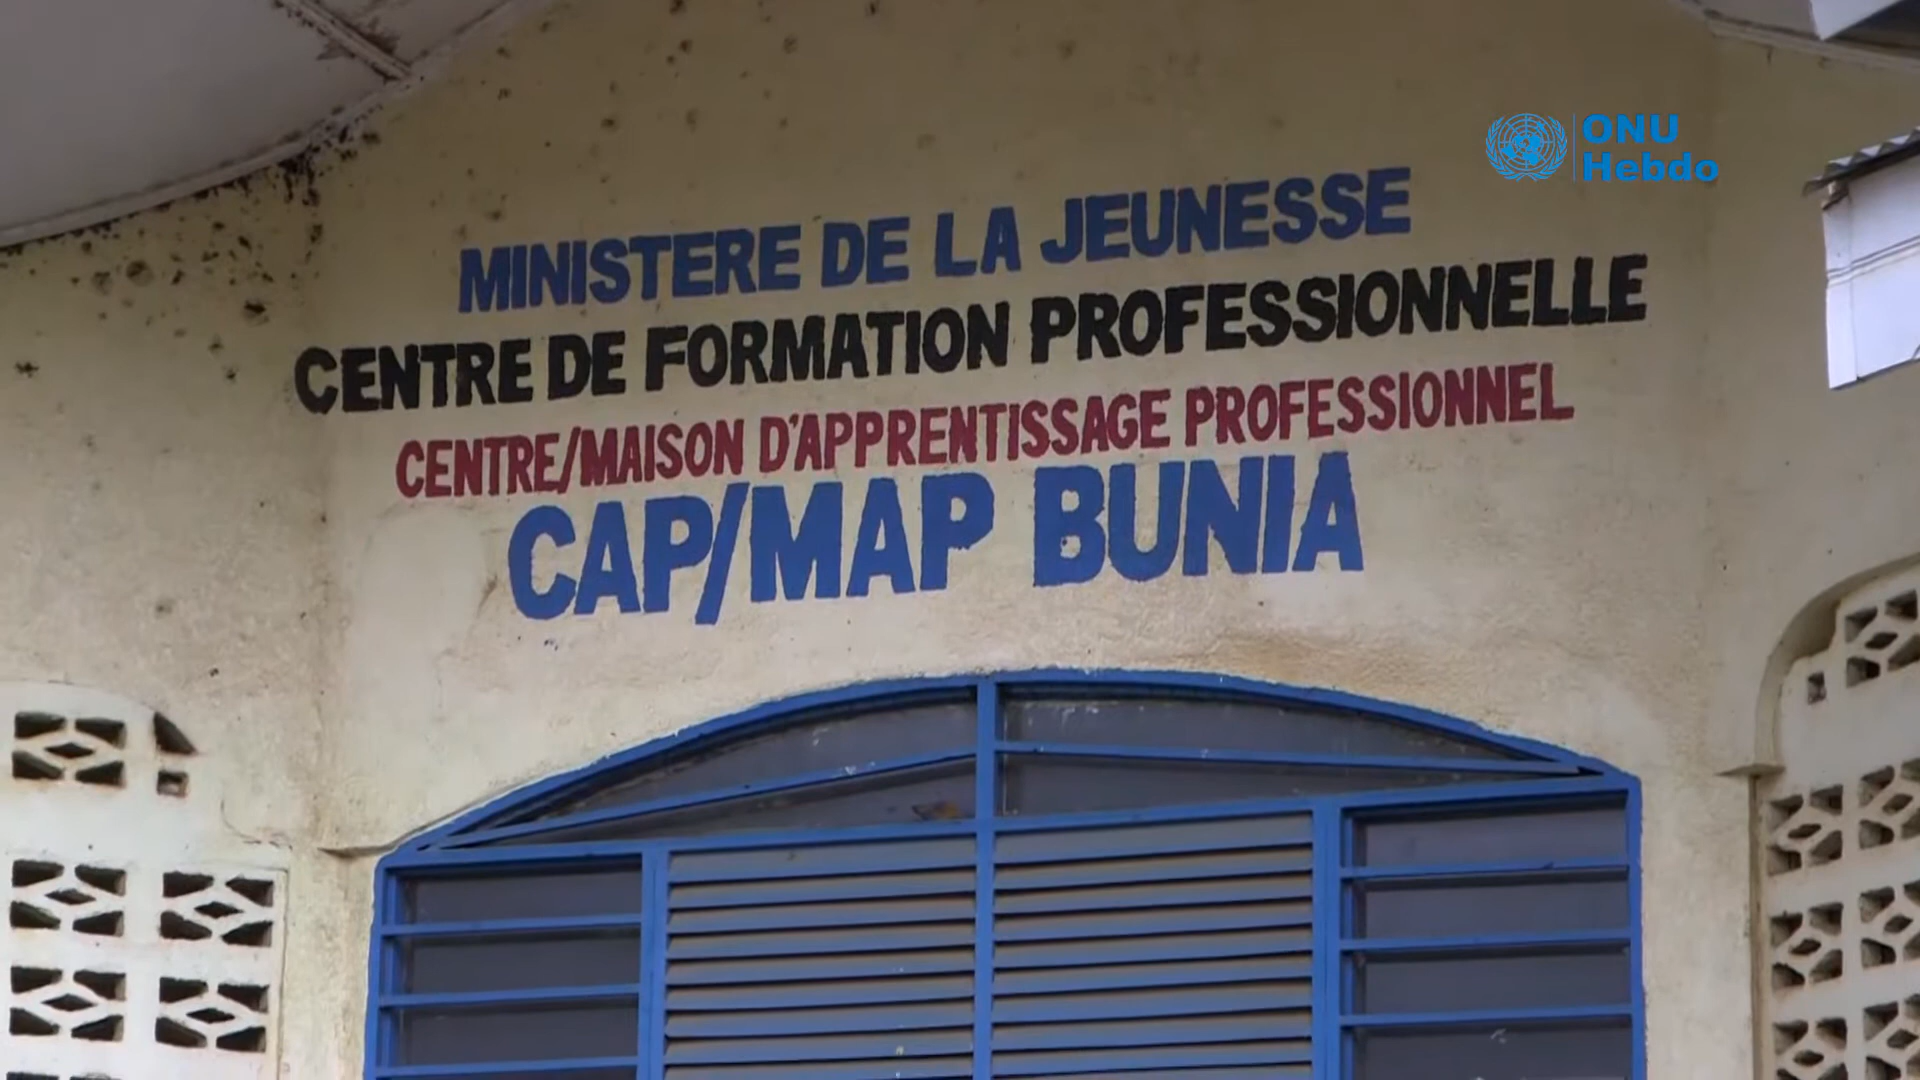 ONU
Hebdo
MINISTERE DE LA JEUNESSE
CENTRE DE FORMATION PROFESSIONNELLE
CENTRE/MAISON D'APPRENTISSAGE PROFESSIONNEL
CAP/MAP BUNIA